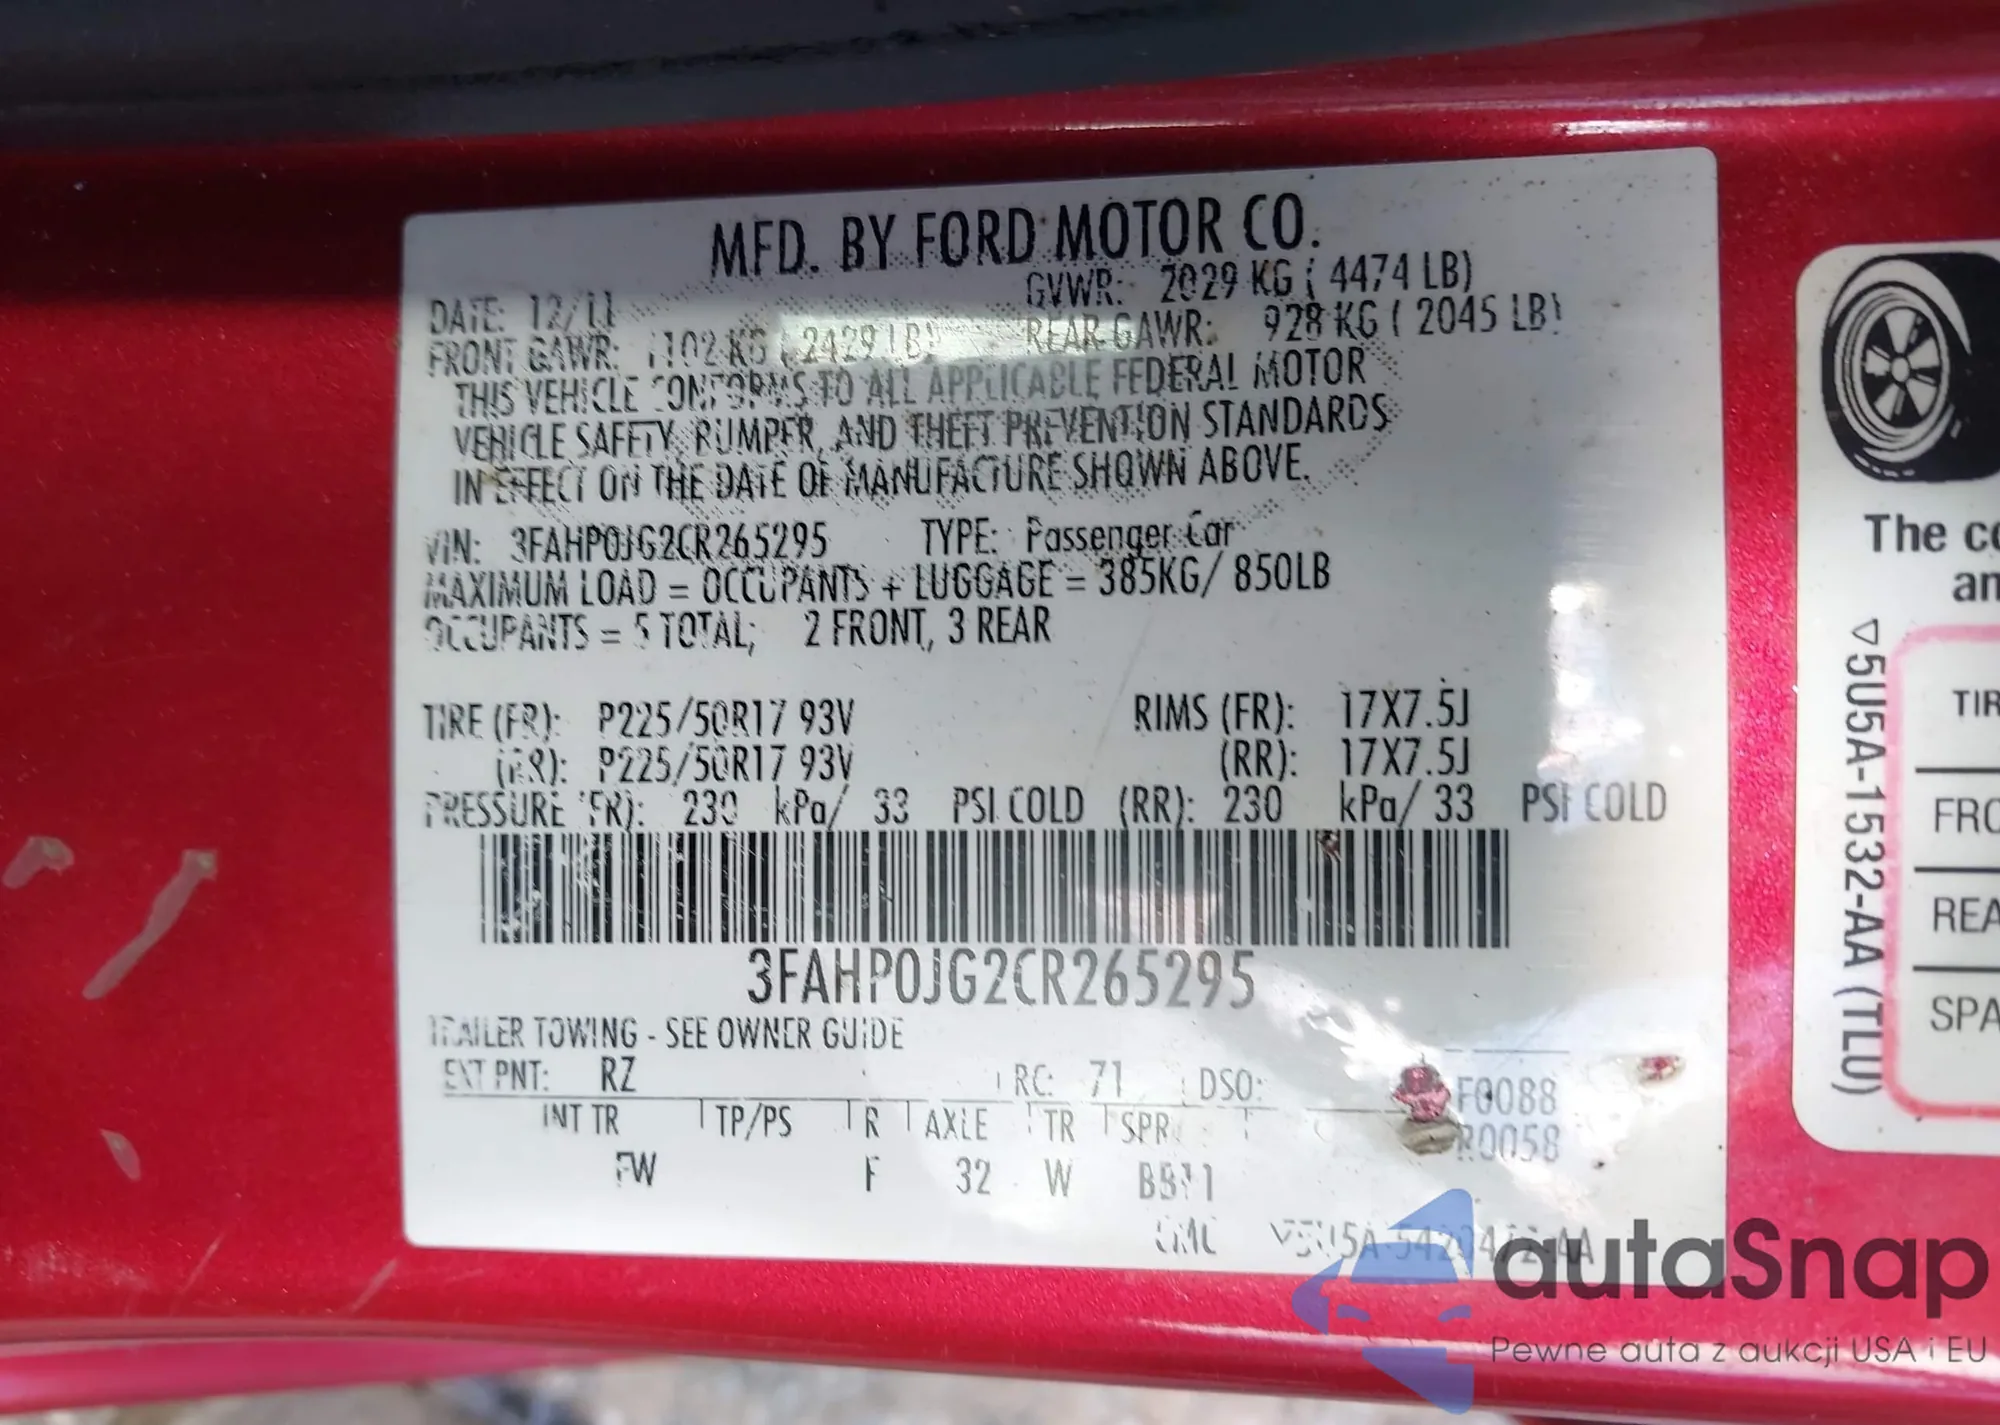 MFD. BY FORD MOTOR CO.
DATE: 12/11 GVWR: 2029 KG ( 4474 LB)
FRONT GAWR: 1102 KG ( 2429 LB) REAR GAWR: 928 KG ( 2045 LB)
THIS VEHICLE CONFORMS TO ALL APPLICABLE FEDERAL MOTOR
VEHICLE SAFETY, BUMPER, AND THEFT PREVENTION STANDARDS
IN EFFECT ON THE DATE OF MANUFACTURE SHOWN ABOVE.
VIN: 3FAHP0JG2CR265295 TYPE: Passenger Car
MAXIMUM LOAD = OCCUPANTS + LUGGAGE = 385KG/ 850LB
OCCUPANTS = 5 TOTAL; 2 FRONT, 3 REAR
TIRE (FR): P225/50R17 93V RIMS (FR): 17X7.5J
(RR): P225/50R17 93V (RR): 17X7.5J
PRESSURE (FR): 230 kPa/ 33 PSI COLD (RR): 230 kPa/ 33 PSI COLD
3FAHP0JG2CR265295
TRAILER TOWING - SEE OWNER GUIDE
EXT PNT: RZ RC: 71 DSO:
F0088
INT TR TP/PS R AXLE TR SPR
R0058
FW F 32 W
The
TIR
FRO
REA
SPA
▽5U5A-1532-AA (TLU)
autaSnap
Pewne auta z aukcji USA i EU